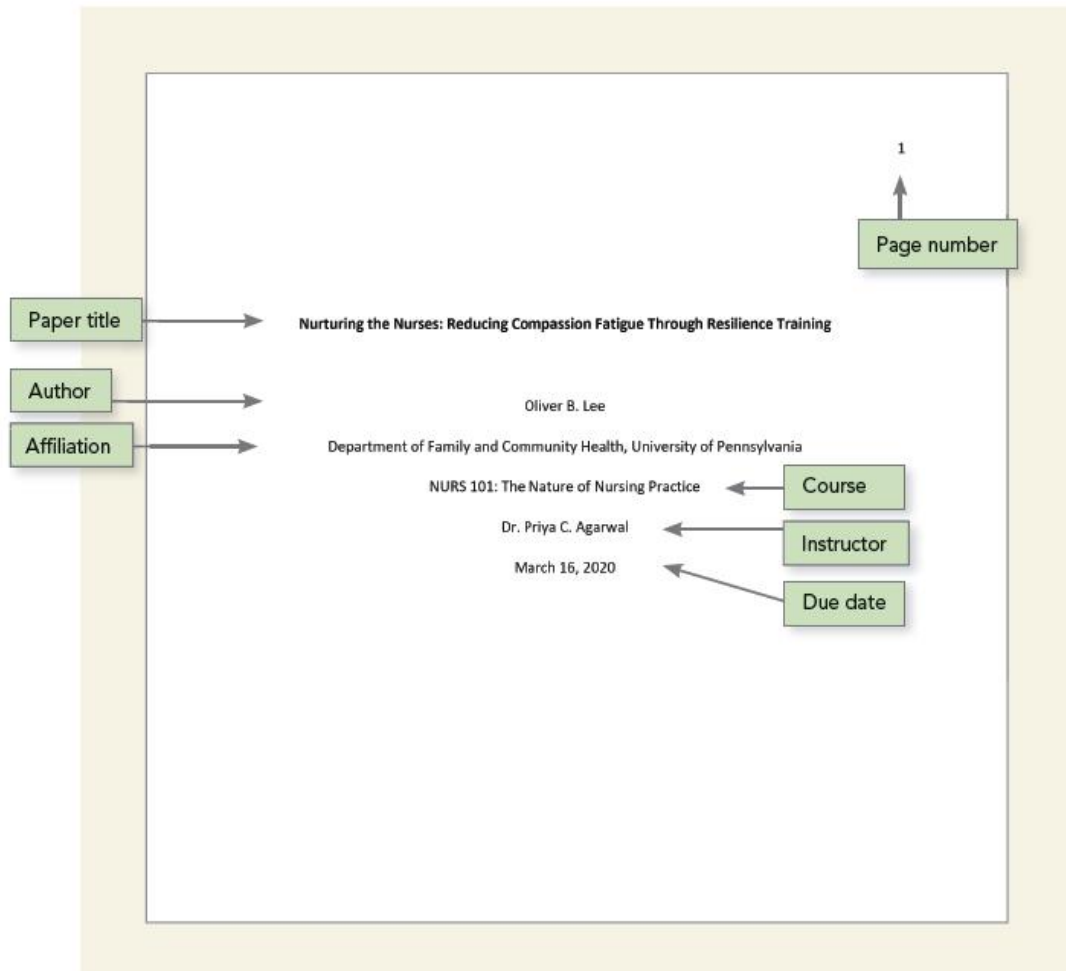 1
Page number
Paper title
Nurturing the Nurses: Reducing Compassion Fatigue Through Resilience Training
Author
Oliver B. Lee
Affiliation
Department of Family and Community Health, University of Pennsylvania
NURS 101: The Nature of Nursing Practice
Course
Dr. Priya C. Agarwal
Instructor
March 16, 2020
Due date